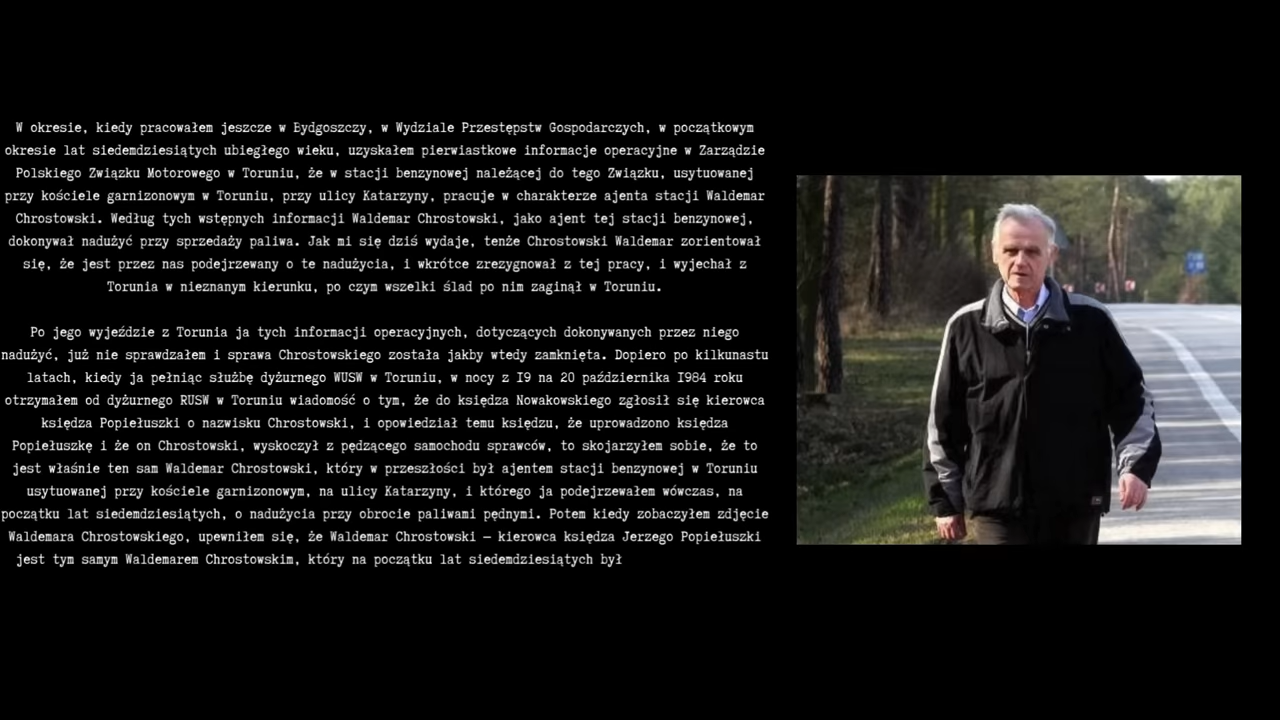 W okresie, kiedy pracowałem jeszcze w Bydgoszczy, w Wydziale Przestępstw Gospodarczych, w początkowym
okresie lat siedemdziesiątych ubiegłego wieku, uzyskałem pierwiastkowe informacje operacyjne w Zarządzie
Polskiego Związku Motorowego w Toruniu, że w stacji benzynowej należącej do tego Związku, usytuowanej
przy kościele garnizonowym w Toruniu, przy ulicy Katarzyny, pracuje w charakterze ajenta stacji Waldemar
Chrostowski. Według tych wstępnych informacji Waldemar Chrostowski, jako ajent tej stacji benzynowej,
dokonywał nadużyć przy sprzedaży paliwa. Jak mi się dziś wydaje, tenże Chrostowski Waldemar zorientował
się, że jest przez nas podejrzewany o te nadużycia, i wkrótce zrezygnował z tej pracy, i wyjechał z
Torunia w nieznanym kierunku, po czym wszelki ślad po nim zaginął w Toruniu.
Po jego wyjeździe z Torunia ja tych informacji operacyjnych, dotyczących dokonywanych przez niego
nadużyć, już nie sprawdzałem i sprawa Chrostowskiego została jakby wtedy zamknięta. Dopiero po kilkunastu
latach, kiedy ja pełniąc służbę dyżurnego WUSW w Toruniu, w nocy z I9 na 20 października I984 roku
otrzymałem od dyżurnego RUSW w Toruniu wiadomość o tym, że do księdza Nowakowskiego zgłosił się kierowca
księdza Popiełuszki o nazwisku Chrostowski, i opowiedział temu księdzu, że uprowadzono księdza
Popiełuszkę i że on Chrostowski, wyskoczył z pędzącego samochodu sprawców, to skojarzyłem sobie, że to
jest właśnie ten sam Waldemar Chrostowski, który w przeszłości był ajentem stacji benzynowej w Toruniu
usytuowanej przy kościele garnizonowym, na ulicy Katarzyny, i którego ja podejrzewałem wówczas, na
początku lat siedemdziesiątych, o nadużycia przy obrocie paliwami pędnymi. Potem kiedy zobaczyłem zdjęcie
Waldemara Chrostowskiego, upewniłem się, że Waldemar Chrostowski – kierowca księdza Jerzego Popiełuszki
jest tym samym Waldemarem Chrostowskim, który na początku lat siedemdziesiątych był